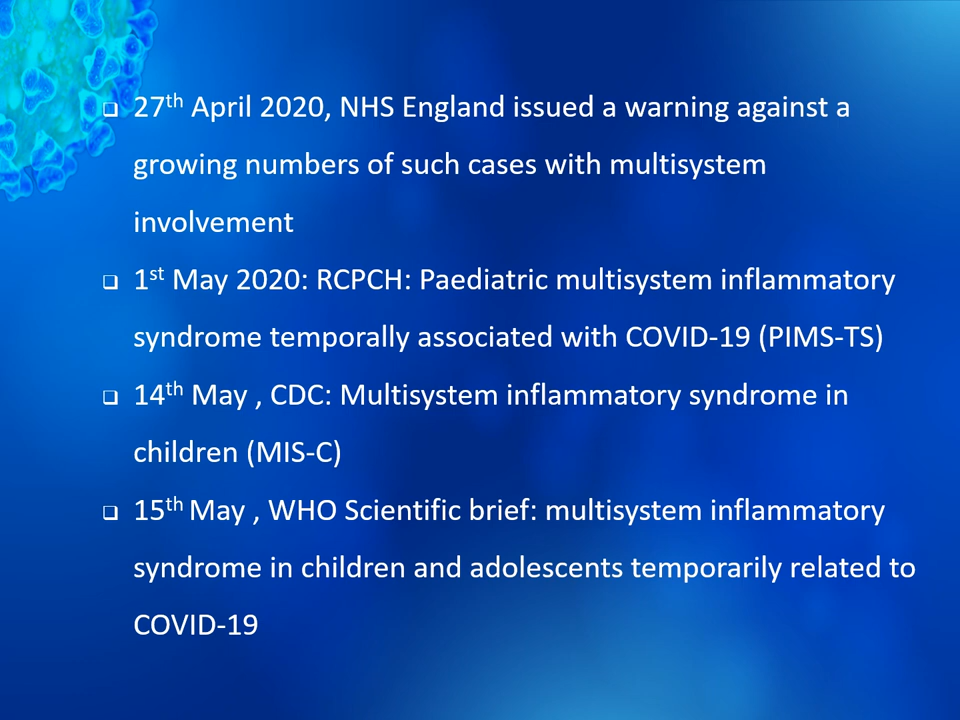 ❑ 27th April 2020, NHS England issued a warning against a
growing numbers of such cases with multisystem
involvement
❑ 1st May 2020: RCPCH: Paediatric multisystem inflammatory
syndrome temporally associated with COVID-19 (PIMS-TS)
❑ 14th May , CDC: Multisystem inflammatory syndrome in
children (MIS-C)
❑ 15th May , WHO Scientific brief: multisystem inflammatory
syndrome in children and adolescents temporarily related to
COVID-19